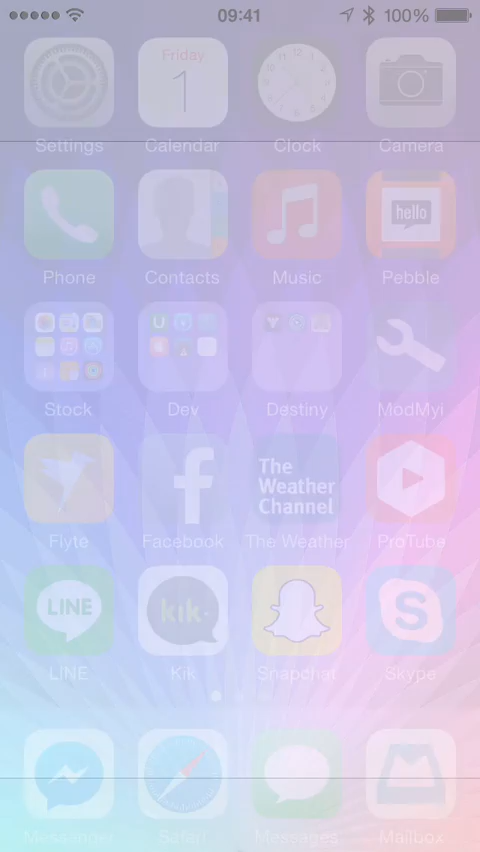 09:41 100%
Friday
1
Settings Calendar Clock Camera
hello
Phone Contacts Music Pebble
Stock Dev Destiny ModMyi
The
Weather
Channel
Flyte Facebook The Weather ProTube
LINE kik·
LINE Kik Snapchat Skype
Messenger Safari Messages Mailbox